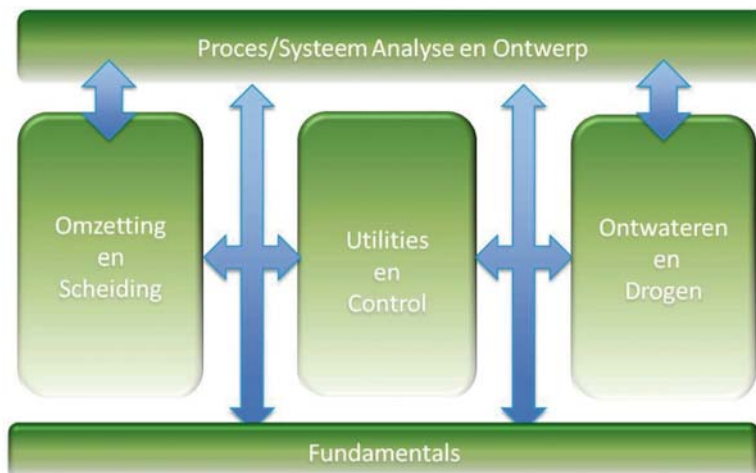 Proces/Systeem Analyse en Ontwerp
Omzetting
en
Scheiding
Utilities
en
Control
Ontwateren
en
Drogen
Fundamentals